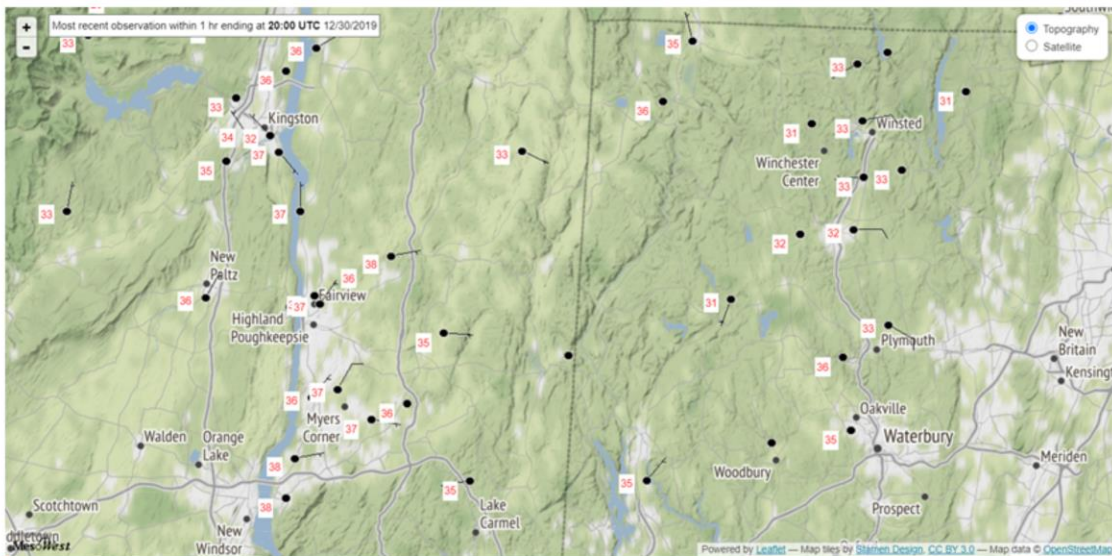 +
−
Most recent observation within 1 hr ending at 20:00 UTC 12/30/2019
Topography
Satellite
33
36
35
33
36
33
36
31
33
Kingston
34
32
37
31
33
Winsted
35
33
Winchester
Center
33
33
33
37
32
32
38
New
Paltz
36
36
Fairview
37
31
Highland
Poughkeepsie
35
33
Plymouth
New
Britain
36
Kensing
36
37
Myers
Corner
37
36
Oakville
35
Waterbury
Walden
Orange
Lake
38
Woodbury
Meriden
35
35
38
Scotchtown
Lake
Carmel
Prospect
New
Windsor
MesoWest
Powered by Leaflet — Map tiles by Stamen Design, CC BY 3.0 — Map data © OpenStreetMap